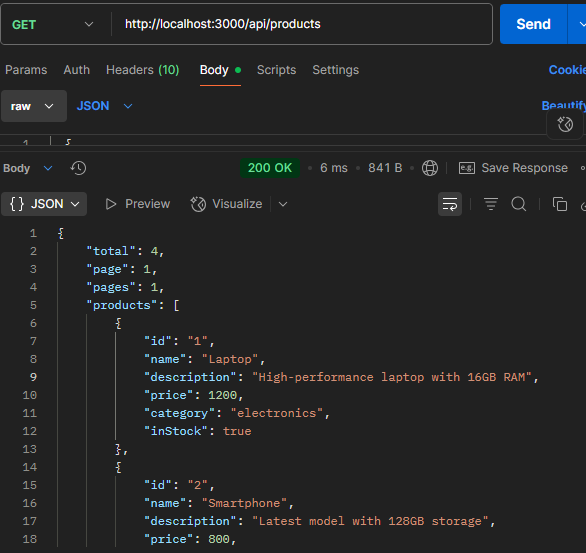 GET http://localhost:3000/api/products Send
Params Auth Headers (10) Body Scripts Settings Cookie
raw JSON Beautify
1 {
Body 200 OK 6 ms 841 B e.g. Save Response
{} JSON Preview Visualize
1 {
2 "total": 4,
3 "page": 1,
4 "pages": 1,
5 "products": [
6 {
7 "id": "1",
8 "name": "Laptop",
9 "description": "High-performance laptop with 16GB RAM",
10 "price": 1200,
11 "category": "electronics",
12 "inStock": true
13 },
14 {
15 "id": "2",
16 "name": "Smartphone",
17 "description": "Latest model with 128GB storage",
18 "price": 800,